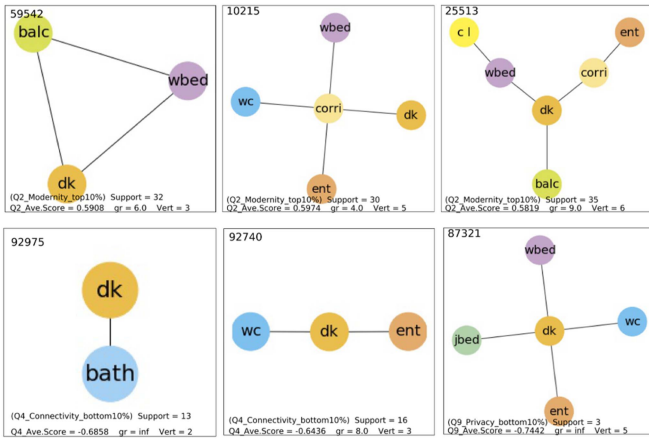 59542
balc
wbed
dk
(Q2_Modernity_top10%) Support = 32
Q2_Ave.Score = 0.5908 gr = 6.0 Vert = 3
10215
wbed
wc
corri
dk
ent
(Q2_Modernity_top10%) Support = 30
Q2_Ave.Score = 0.5974 gr = 4.0 Vert = 5
25513
c l
ent
wbed
corri
dk
balc
(Q2_Modernity_top10%) Support = 35
Q2_Ave.Score = 0.5819 gr = 9.0 Vert = 6
92975
dk
bath
(Q4_Connectivity_bottom10%) Support = 13
Q4_Ave.Score = -0.6858 gr = inf Vert = 2
92740
wc
dk
ent
(Q4_Connectivity_bottom10%) Support = 16
Q4_Ave.Score = -0.6436 gr = 8.0 Vert = 3
87321
wbed
wc
dk
jbed
ent
(Q9_Privacy_bottom10%) Support = 3
Q9_Ave.Score = -0.7442 gr = inf Vert = 5